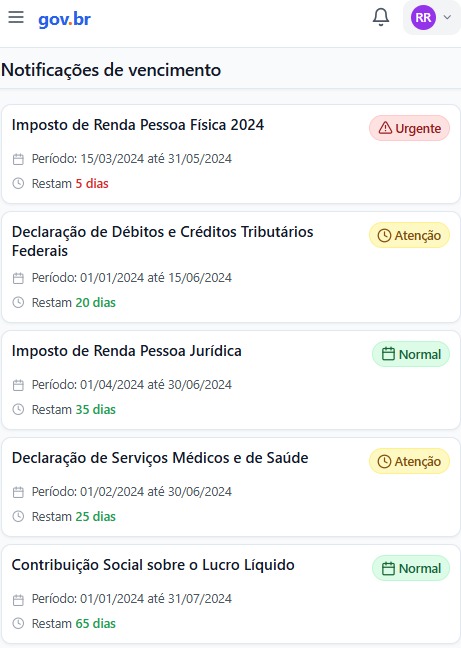 gov.br
RR
Notificações de vencimento
Imposto de Renda Pessoa Física 2024
Urgente
Período: 15/03/2024 até 31/05/2024
Restam 5 dias
Declaração de Débitos e Créditos Tributários
Federais
Atenção
Período: 01/01/2024 até 15/06/2024
Restam 20 dias
Imposto de Renda Pessoa Jurídica
Normal
Período: 01/04/2024 até 30/06/2024
Restam 35 dias
Declaração de Serviços Médicos e de Saúde
Atenção
Período: 01/02/2024 até 30/06/2024
Restam 25 dias
Contribuição Social sobre o Lucro Líquido
Normal
Período: 01/01/2024 até 31/07/2024
Restam 65 dias